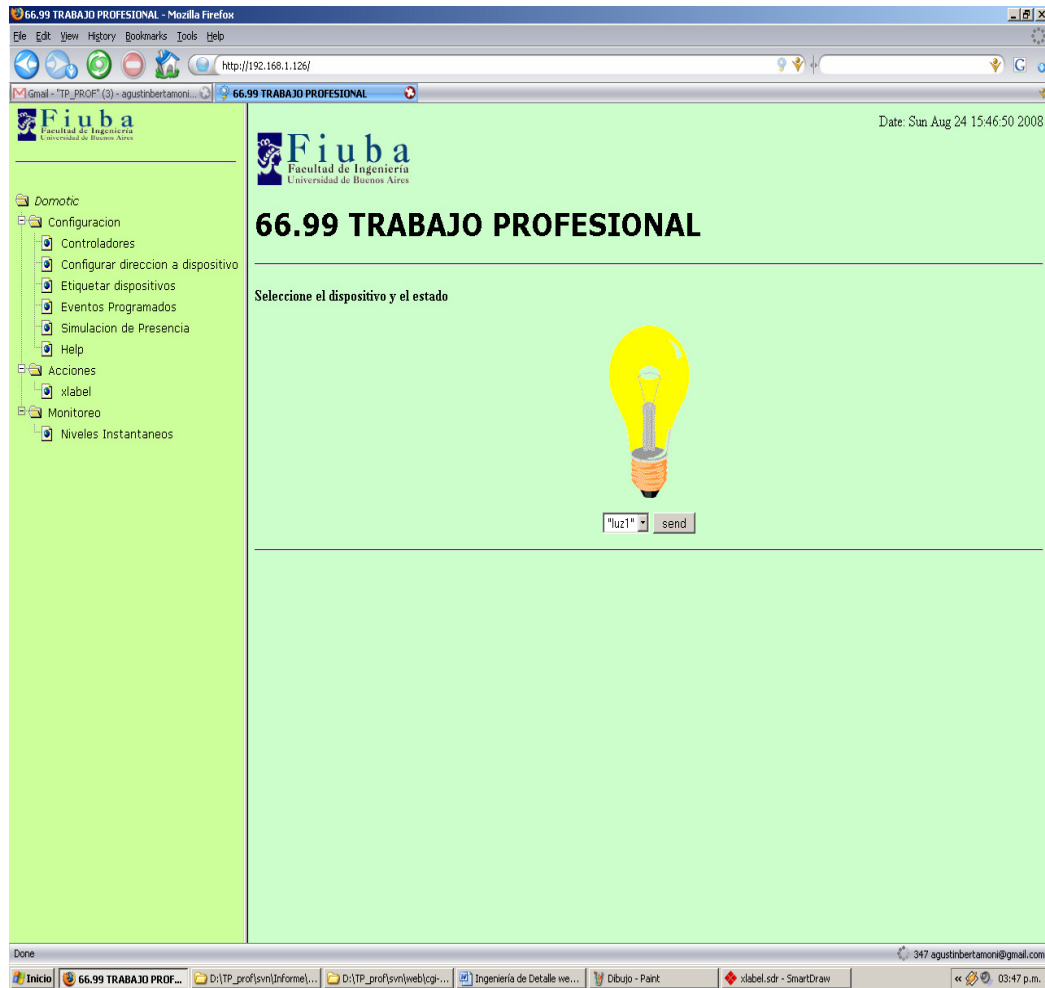 66.99 TRABAJO PROFESIONAL - Mozilla Firefox
File Edit View History Bookmarks Tools Help
http://192.168.1.126/
G
Gmail - "TP_PROF" (3) - agustinbertamoni...
66.99 TRABAJO PROFESIONAL
Fiuba
Facultad de Ingeniería
Universidad de Buenos Aires
Domotic
Configuracion
Controladores
Configurar direccion a dispositivo
Etiquetar dispositivos
Eventos Programados
Simulacion de Presencia
Help
Acciones
xlabel
Monitoreo
Niveles Instantaneos
Date: Sun Aug 24 15:46:50 2008
Fiuba
Facultad de Ingeniería
Universidad de Buenos Aires
66.99 TRABAJO PROFESIONAL
Seleccione el dispositivo y el estado
"luz1" send
Done
347 agustinbertamoni@gmail.com
Inicio
66.99 TRABAJO PROF...
D:\TP_prof\svn\Informe\...
D:\TP_prof\svn\web\cgi-...
Ingeniería de Detalle we...
Dibujo - Paint
xlabel.sdr - SmartDraw
03:47 p.m.